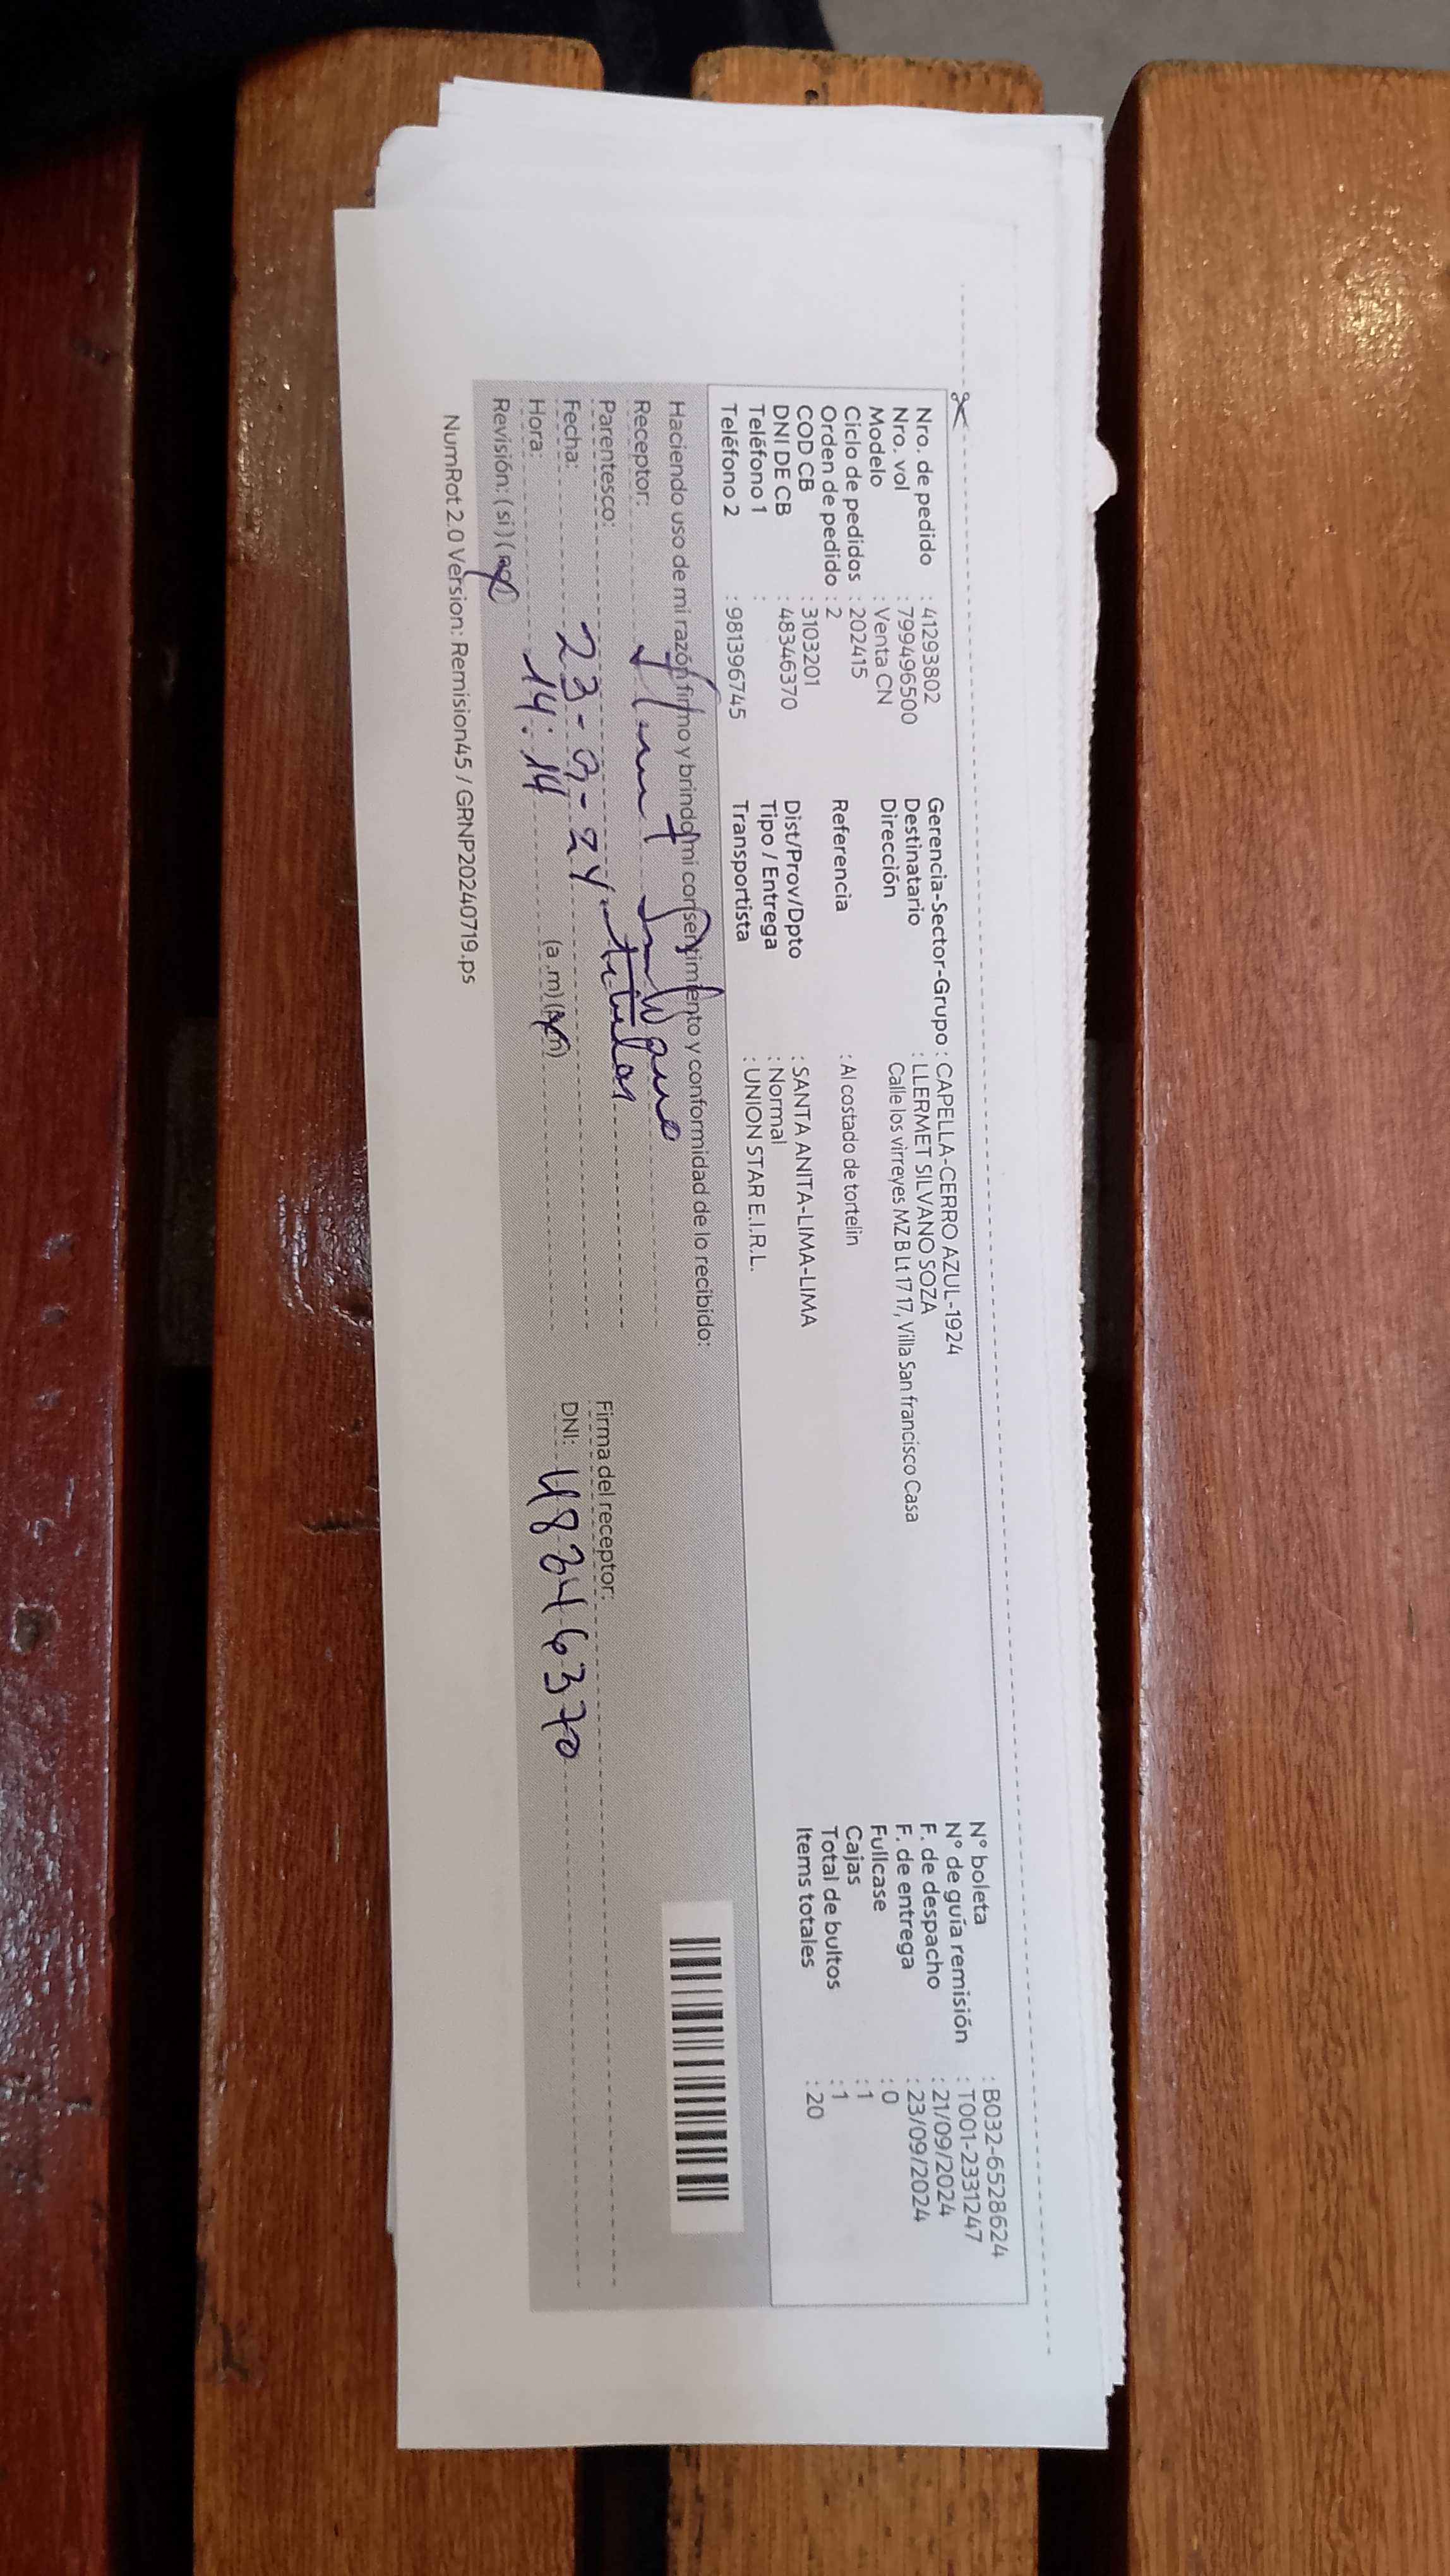 Nro. de pedido : 41293802
Nro. vol : 799496500
Modelo : Venta CN
Ciclo de pedidos : 202415
Orden de pedido : 2
COD CB : 3103201
DNI DE CB : 48346370
Teléfono 1 :
Teléfono 2 : 981396745
Gerencia-Sector-Grupo : CAPELLA-CERRO AZUL-1924
Destinatario : LLERMET SILVANO SOZA
Dirección Calle los virreyes MZ B Lt 17 17, Villa San francisco Casa
Referencia : Al costado de tortelin
Dist/Prov/Dpto : SANTA ANITA-LIMA-LIMA
Tipo / Entrega : Normal
Transportista : UNION STAR E.I.R.L.
N° boleta : B032-6528624
N° de guía remisión : T001-2331247
F. de despacho : 21/09/2024
F. de entrega : 23/09/2024
Fullcase : 0
Cajas : 1
Total de bultos : 1
Items totales : 20
Haciendo uso de mi razón firmo y brindo mi consentimiento y conformidad de lo recibido:
Receptor: Silvano
Parentesco: titular
Fecha: 23-9-24
Hora: 14:14 (a.m) (p.m)
Revisión: (si) (no)
Firma del receptor:
DNI: 48346370
NumRot 2.0 Version: Remision45 / GRNP20240719.ps